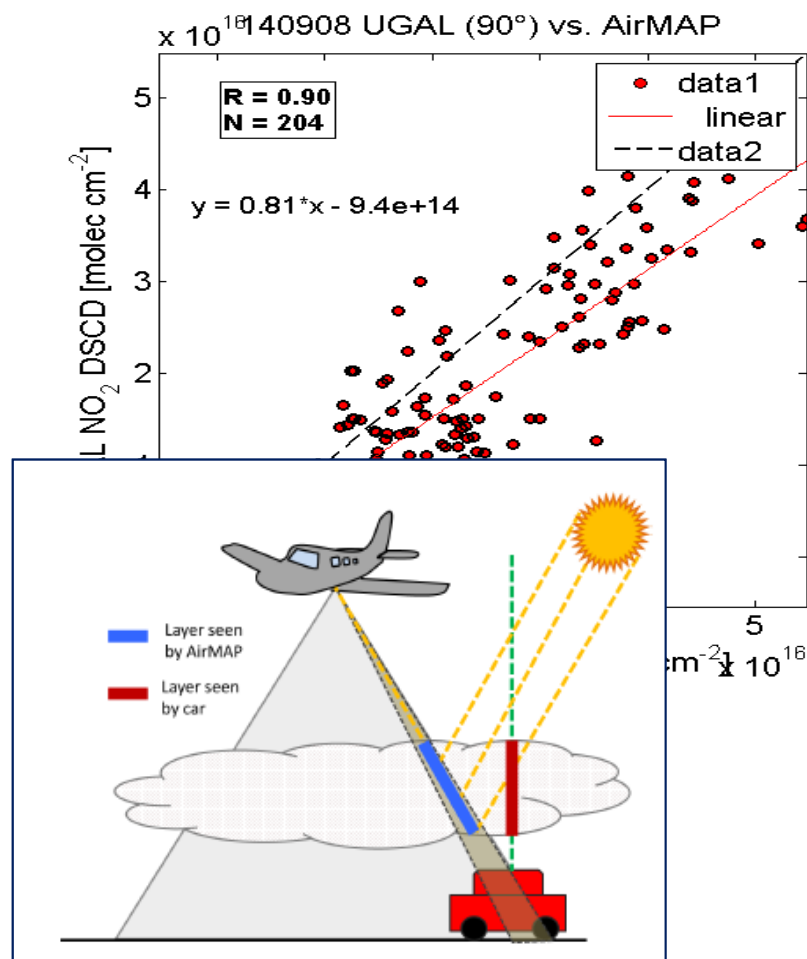 x 10^16 140908 UGAL (90°) vs. AirMAP
R = 0.90
N = 204
data1
linear
data2
y = 0.81*x - 9.4e+14
5
4
3
2
L NO₂ DSCD [molec cm⁻²]
Layer seen
by AirMAP
Layer seen
by car
5
cm⁻²]
x 10^16